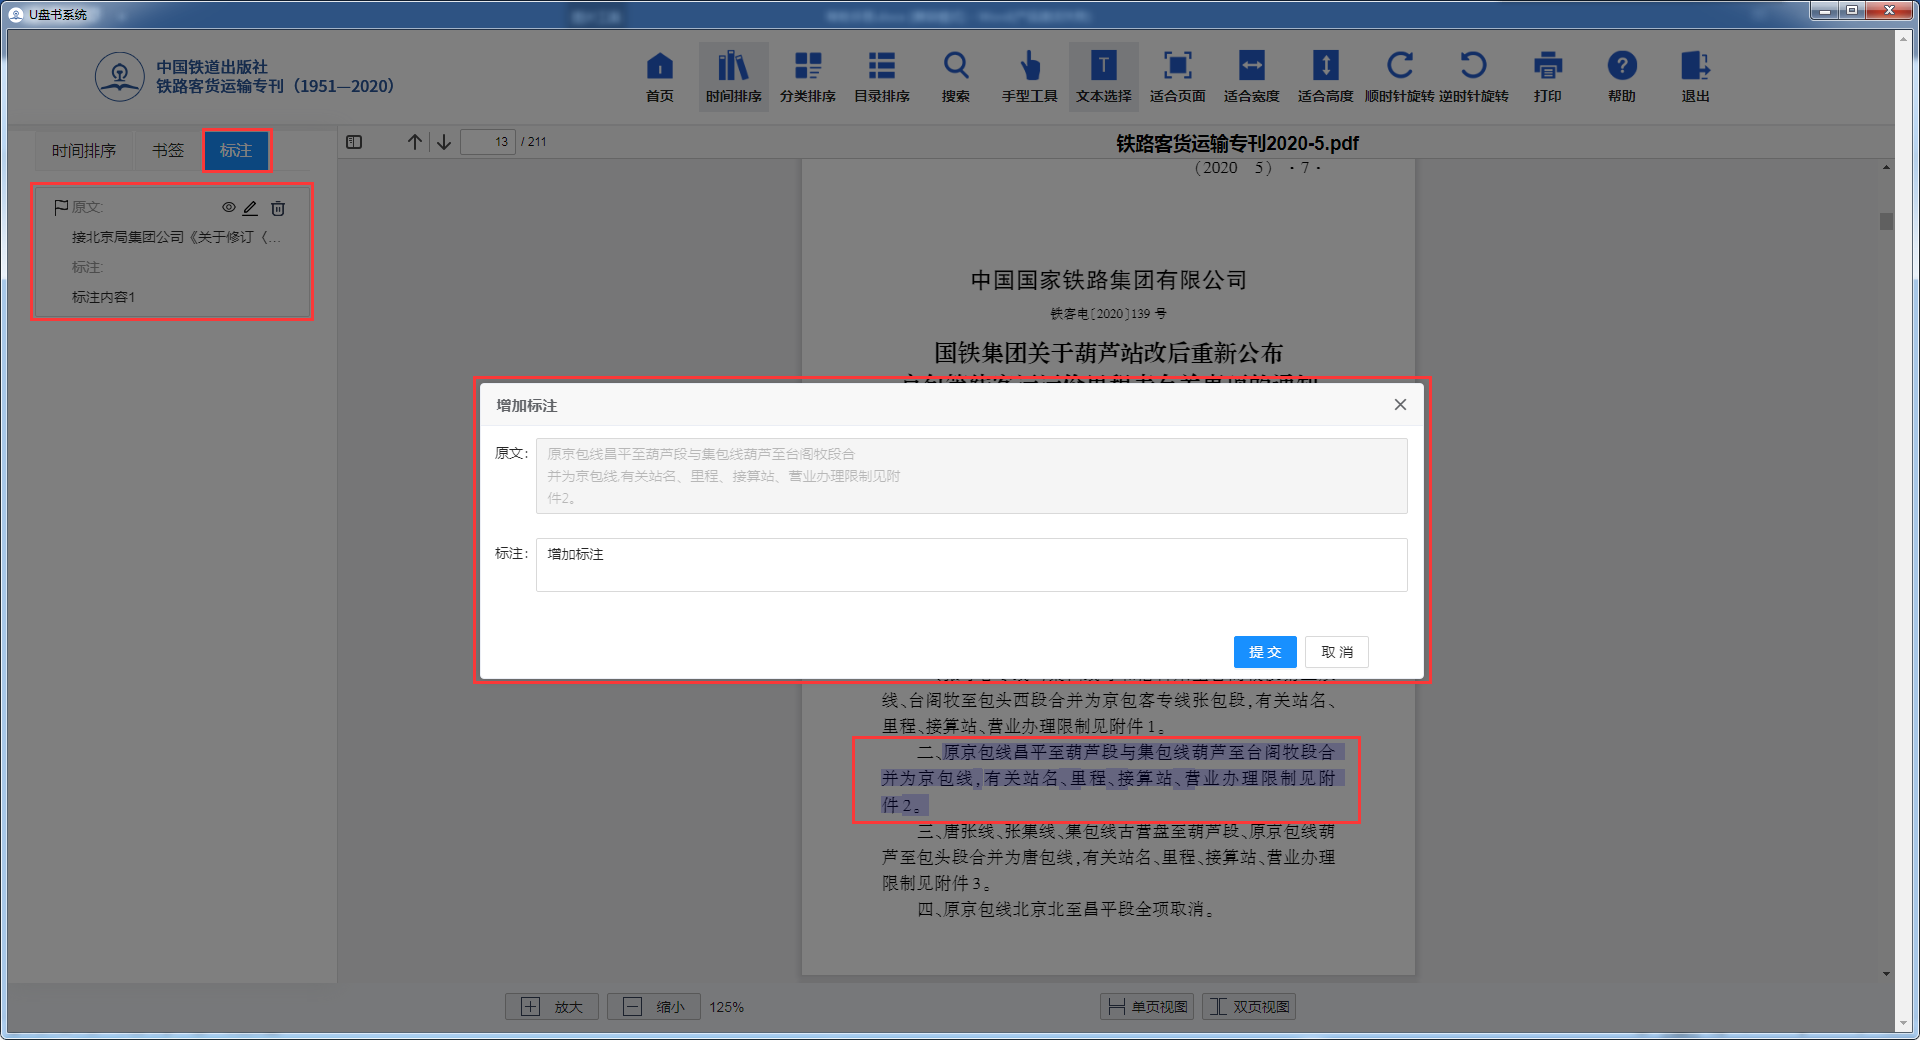 U盘书系统
中国铁道出版社
铁路客货运输专刊（1951—2020）
首页
时间排序
分类排序
目录排序
搜索
手型工具
文本选择
适合页面
适合宽度
适合高度
顺时针旋转
逆时针旋转
打印
帮助
退出
时间排序
书签
标注
13 / 211
铁路客货运输专刊2020-5.pdf
原文:
接北京局集团公司《关于修订〈...
标注:
标注内容1
（2020 5） ·7·
中国国家铁路集团有限公司
铁客电〔2020〕139 号
国铁集团关于葫芦站改后重新公布
增加标注
原文:
原京包线昌平至葫芦段与集包线葫芦至台阁牧段合
并为京包线,有关站名、里程、接算站、营业办理限制见附
件2。
标注:
增加标注
提 交
取 消
线、台阁牧至包头西段合并为京包客专线张包段,有关站名、
里程、接算站、营业办理限制见附件1。
二、原京包线昌平至葫芦段与集包线葫芦至台阁牧段合
并为京包线,有关站名、里程、接算站、营业办理限制见附
件2。
三、唐张线、张集线、集包线古营盘至葫芦段、原京包线葫
芦至包头段合并为唐包线,有关站名、里程、接算站、营业办理
限制见附件3。
四、原京包线北京北至昌平段全项取消。
放大
缩小
125%
单页视图
双页视图